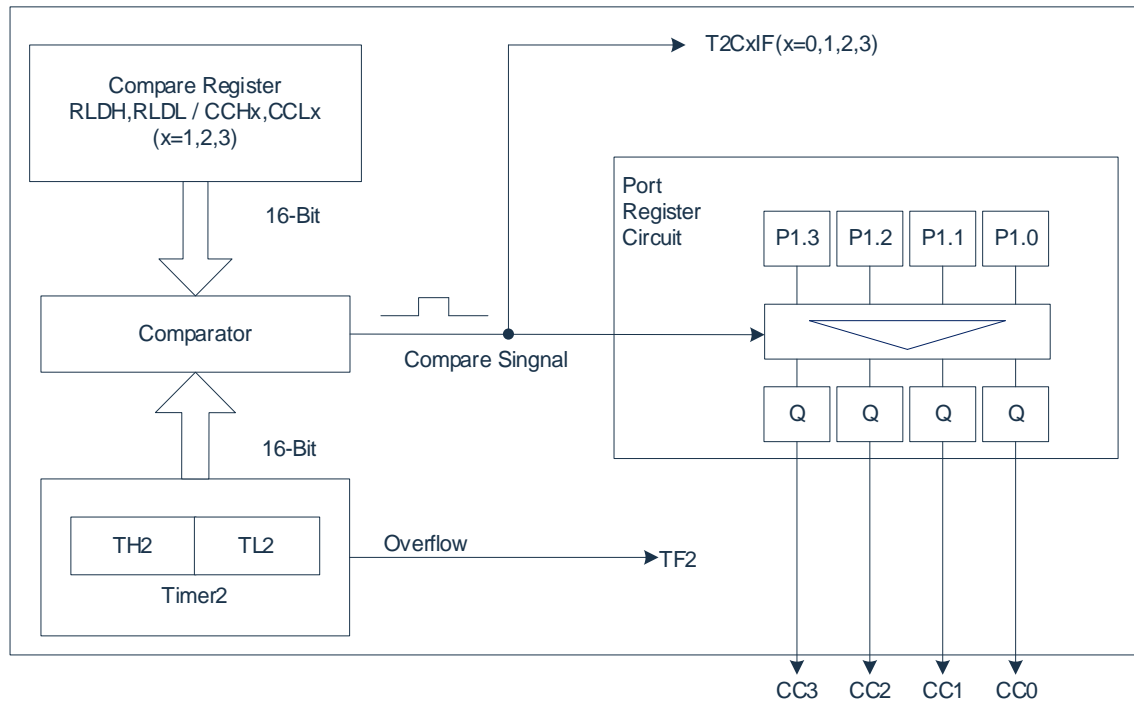 T2CxIF(x=0,1,2,3)
Compare Register
RLDH,RLDL / CCHx,CCLx
(x=1,2,3)
16-Bit
Port
Register
Circuit
P1.3 P1.2 P1.1 P1.0
Comparator
Compare Singnal
Q Q Q Q
16-Bit
TH2 TL2
Timer2
Overflow
TF2
CC3 CC2 CC1 CC0